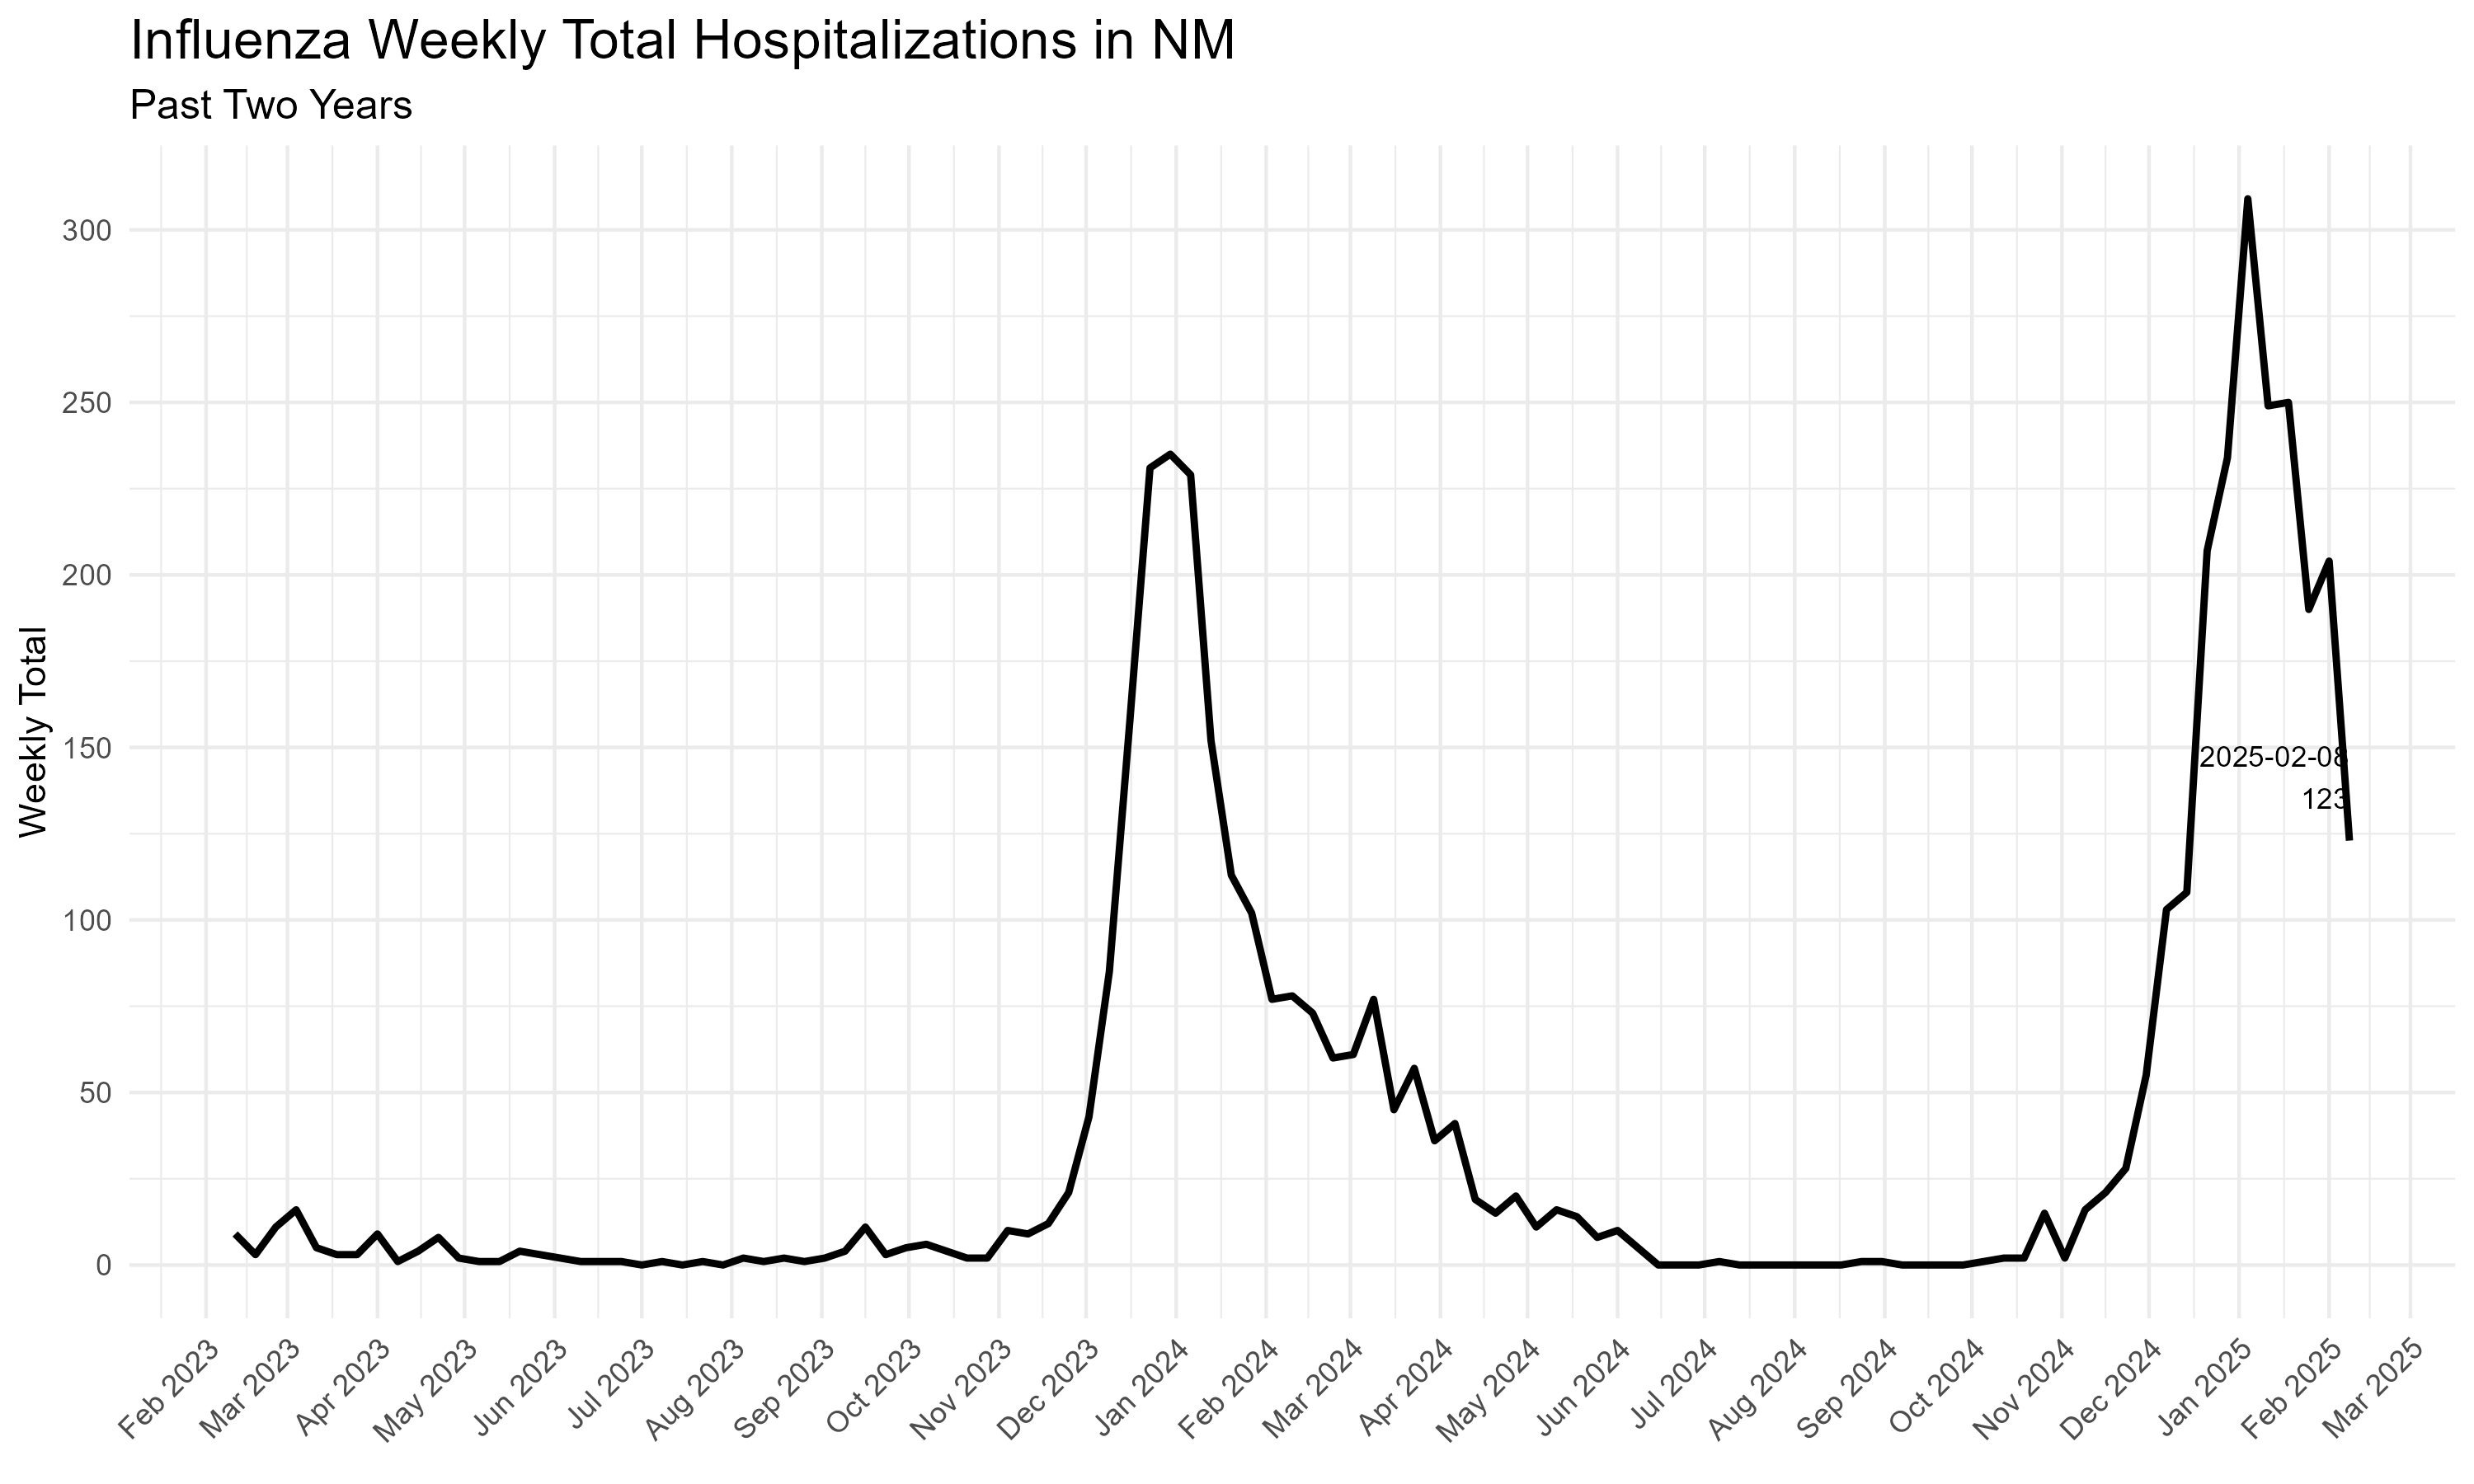 Influenza Weekly Total Hospitalizations in NM
Past Two Years
300
250
200
150
100
50
0
Weekly Total
2025-02-08
123
Feb 2023
Mar 2023
Apr 2023
May 2023
Jun 2023
Jul 2023
Aug 2023
Sep 2023
Oct 2023
Nov 2023
Dec 2023
Jan 2024
Feb 2024
Mar 2024
Apr 2024
May 2024
Jun 2024
Jul 2024
Aug 2024
Sep 2024
Oct 2024
Nov 2024
Dec 2024
Jan 2025
Feb 2025
Mar 2025